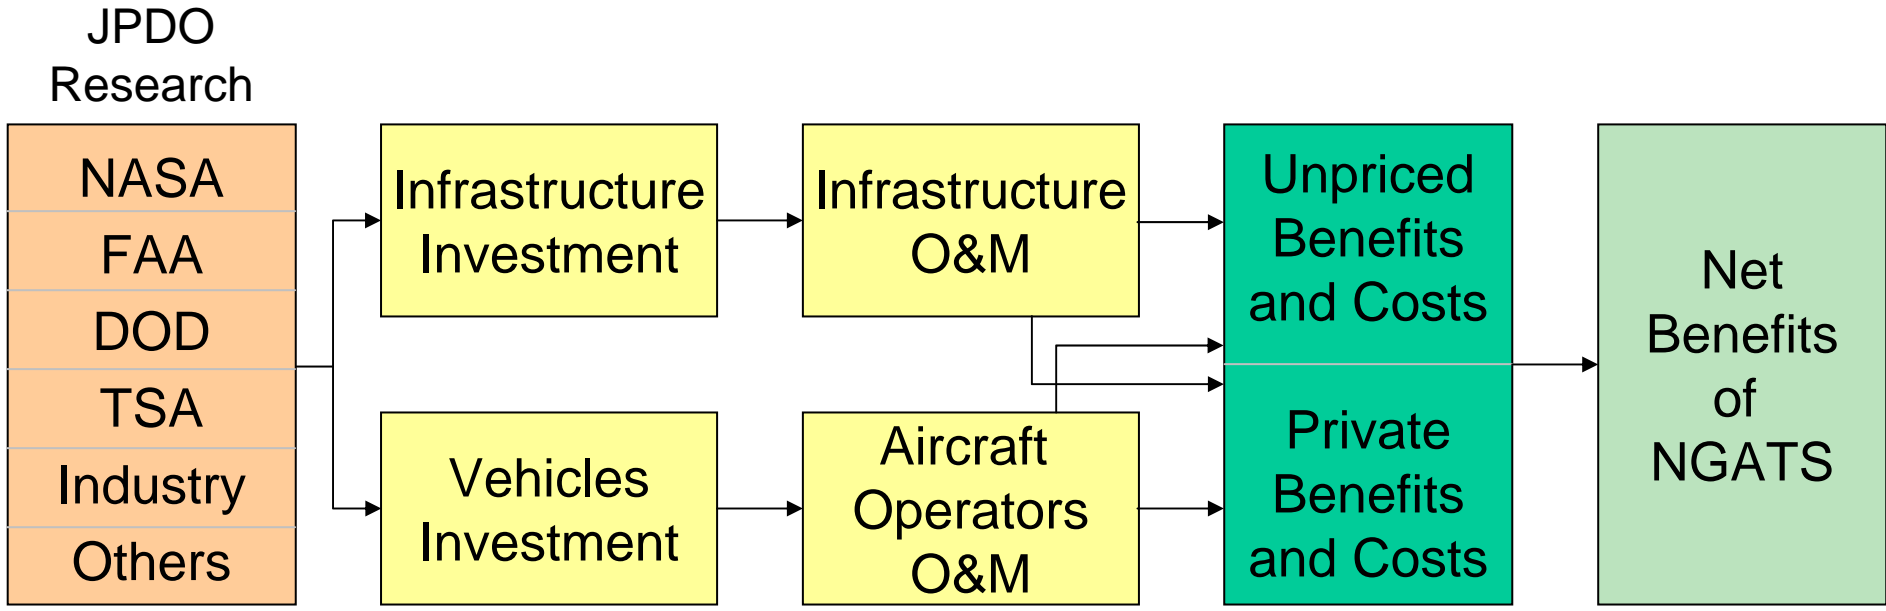 JPDO
Research
NASA
FAA
DOD
TSA
Industry
Others
Infrastructure
Investment
Vehicles
Investment
Infrastructure
O&M
Aircraft
Operators
O&M
Unpriced
Benefits
and Costs
Private
Benefits
and Costs
Net
Benefits
of
NGATS